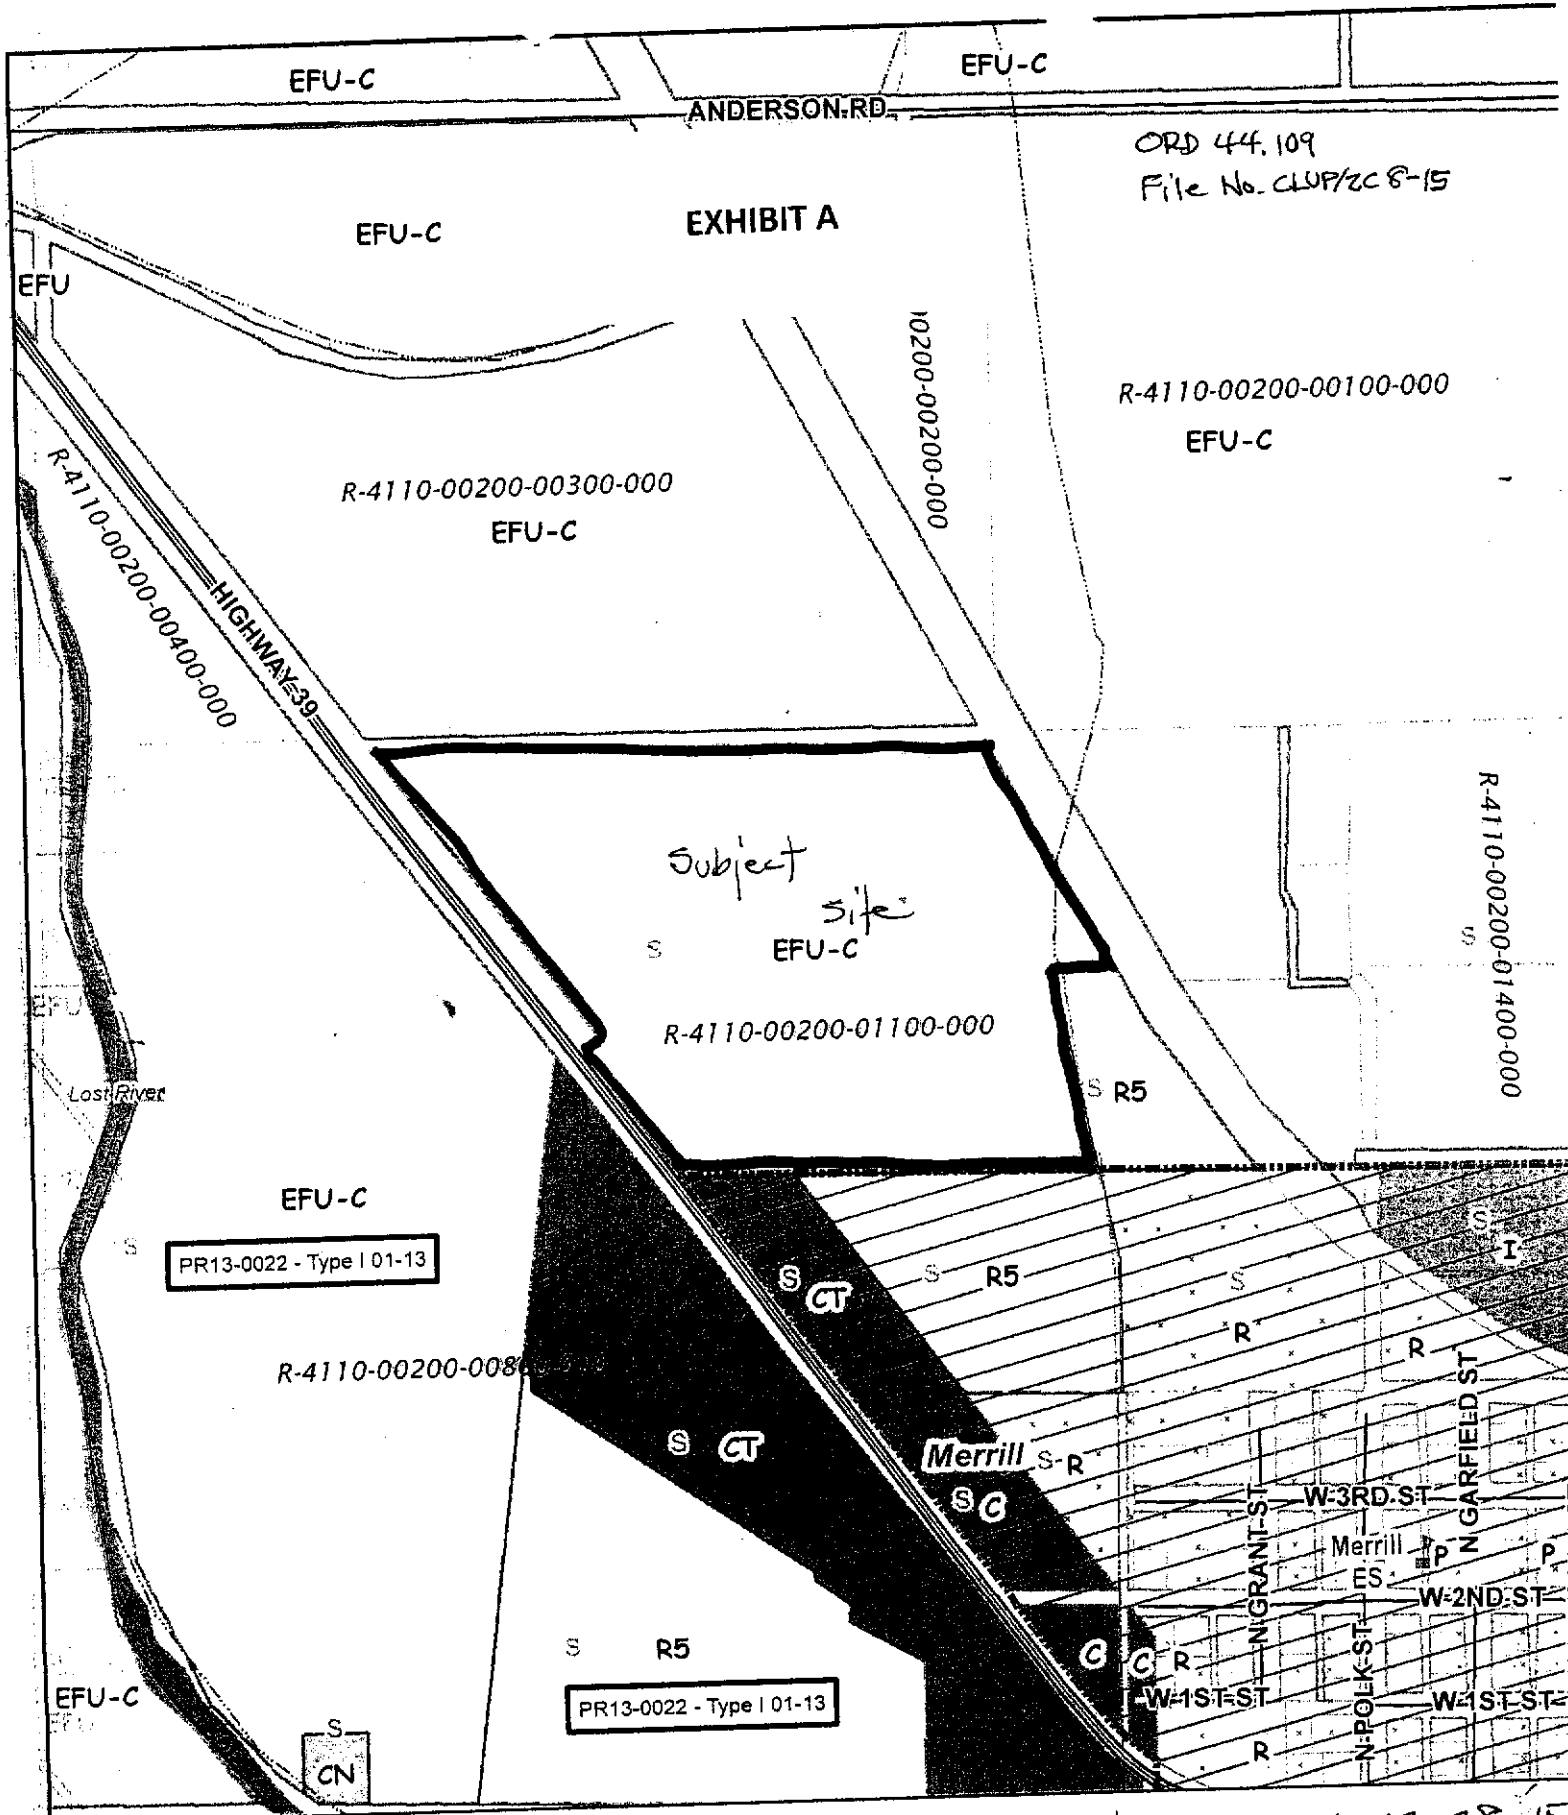 EFU-C
EFU-C
ANDERSON RD
ORD 44.109
File No. CLUP/ZC 8-15
EFU-C
EXHIBIT A
EFU
0200-00200-000
R-4110-00200-00100-000
EFU-C
R-4110-00200-00300-000
EFU-C
R-4110-00200-00400-000
HIGHWAY 39
Subject
Site
S
EFU-C
R-4110-00200-01100-000
R-4110-00200-01400-000
S
EFU
Lost River
S R5
EFU-C
S
PR13-0022 - Type I 01-13
R-4110-00200-008
S CT
S R5
S
R
R
S
I
S CT
Merrill
S R
S C
W 3RD ST
N GARFIELD ST
N GRANT ST
Merrill
ES
P
P
W 2ND ST
N POLK ST
C C R
W 1ST ST
W 1ST ST
R
S R5
PR13-0022 - Type I 01-13
EFU-C
EFU
S
CN